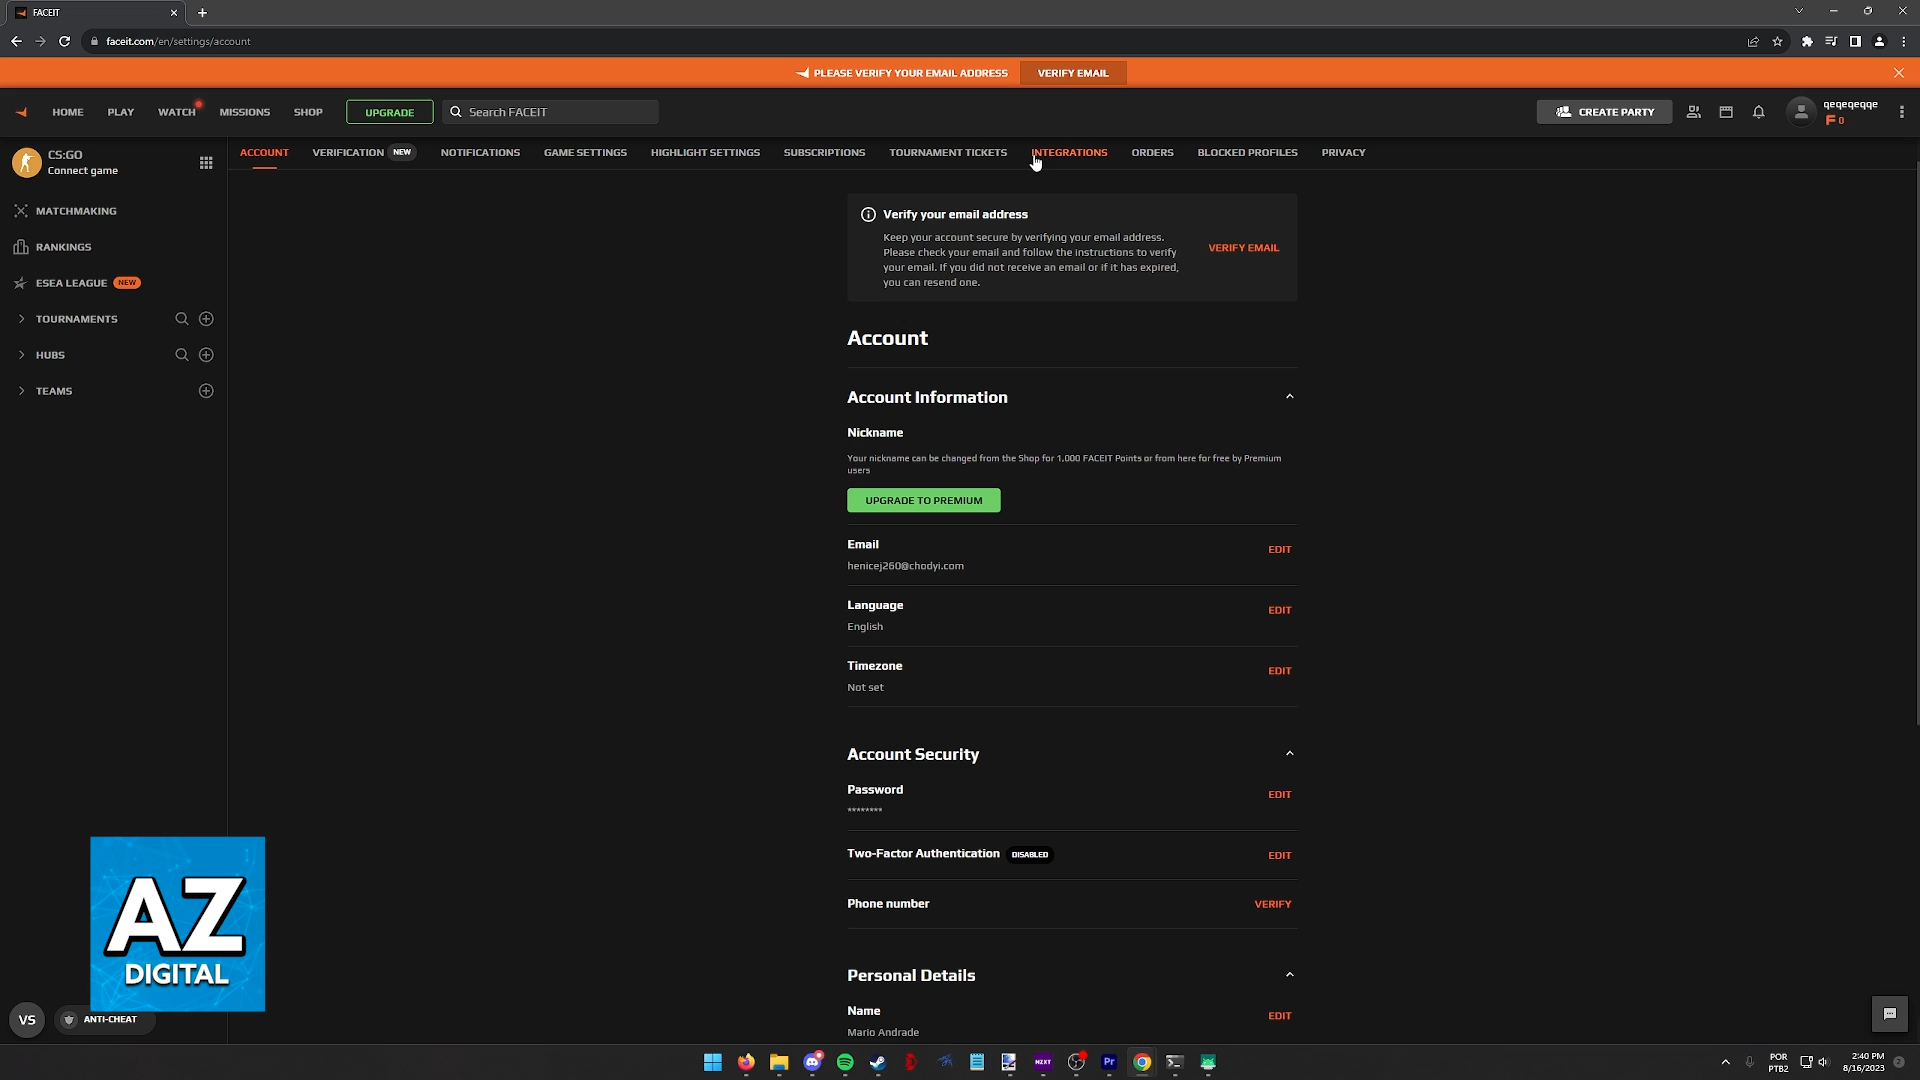 FACEIT
faceit.com/en/settings/account
PLEASE VERIFY YOUR EMAIL ADDRESS VERIFY EMAIL
HOME PLAY WATCH MISSIONS SHOP UPGRADE Search FACEIT CREATE PARTY qeqeqeqqe
0
CS:GO
Connect game
ACCOUNT VERIFICATION NEW NOTIFICATIONS GAME SETTINGS HIGHLIGHT SETTINGS SUBSCRIPTIONS TOURNAMENT TICKETS INTEGRATIONS ORDERS BLOCKED PROFILES PRIVACY
MATCHMAKING
RANKINGS
ESEA LEAGUE NEW
TOURNAMENTS
HUBS
TEAMS
Verify your email address
Keep your account secure by verifying your email address.
Please check your email and follow the instructions to verify
your email. If you did not receive an email or if it has expired,
you can resend one.
VERIFY EMAIL
Account
Account Information
Nickname
Your nickname can be changed from the Shop for 1,000 FACEIT Points or from here for free by Premium
users
UPGRADE TO PREMIUM
Email EDIT
henicej260@chodyi.com
Language EDIT
English
Timezone EDIT
Not set
Account Security
Password EDIT
********
Two-Factor Authentication DISABLED EDIT
Phone number VERIFY
Personal Details
Name EDIT
Mario Andrade
AZ
DIGITAL
VS ANTI-CHEAT
NZXT
Pr
POR
PTB2
2:40 PM
8/16/2023
2